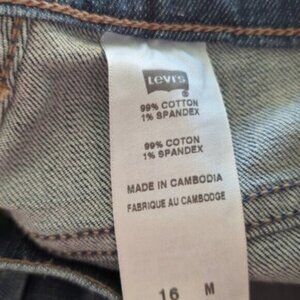 LEVI'S
®
99% COTTON
1% SPANDEX
99% COTON
1% SPANDEX
MADE IN CAMBODIA
FABRIQUE AU CAMBODGE
16 M